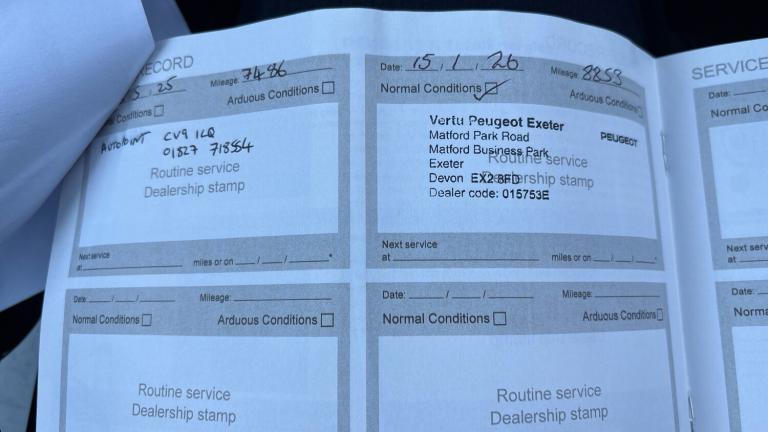 RECORD
5 . 25
Mileage: 7486
Conditions
Arduous Conditions
AUTOPOINT CV9 1LQ
01827 718554
Routine service
Dealership stamp
Next service
at miles or on / / *
Date: 15 / 1 / 26
Mileage: 8853
Normal Conditions ✓
Arduous Conditions
Vertu Peugeot Exeter
PEUGEOT
Matford Park Road
Matford Business Park
Exeter
Devon EX2 8FD
Dealer code: 015753E
Routine service
Dealership stamp
Next service
at miles or on / / *
Date: / / Mileage:
Normal Conditions Arduous Conditions
Routine service
Dealership stamp
Date: / / Mileage:
Normal Conditions Arduous Conditions
Routine service
Dealership stamp
SERVICE
Date:
Normal Co
Next serv
at
Date:
Norma